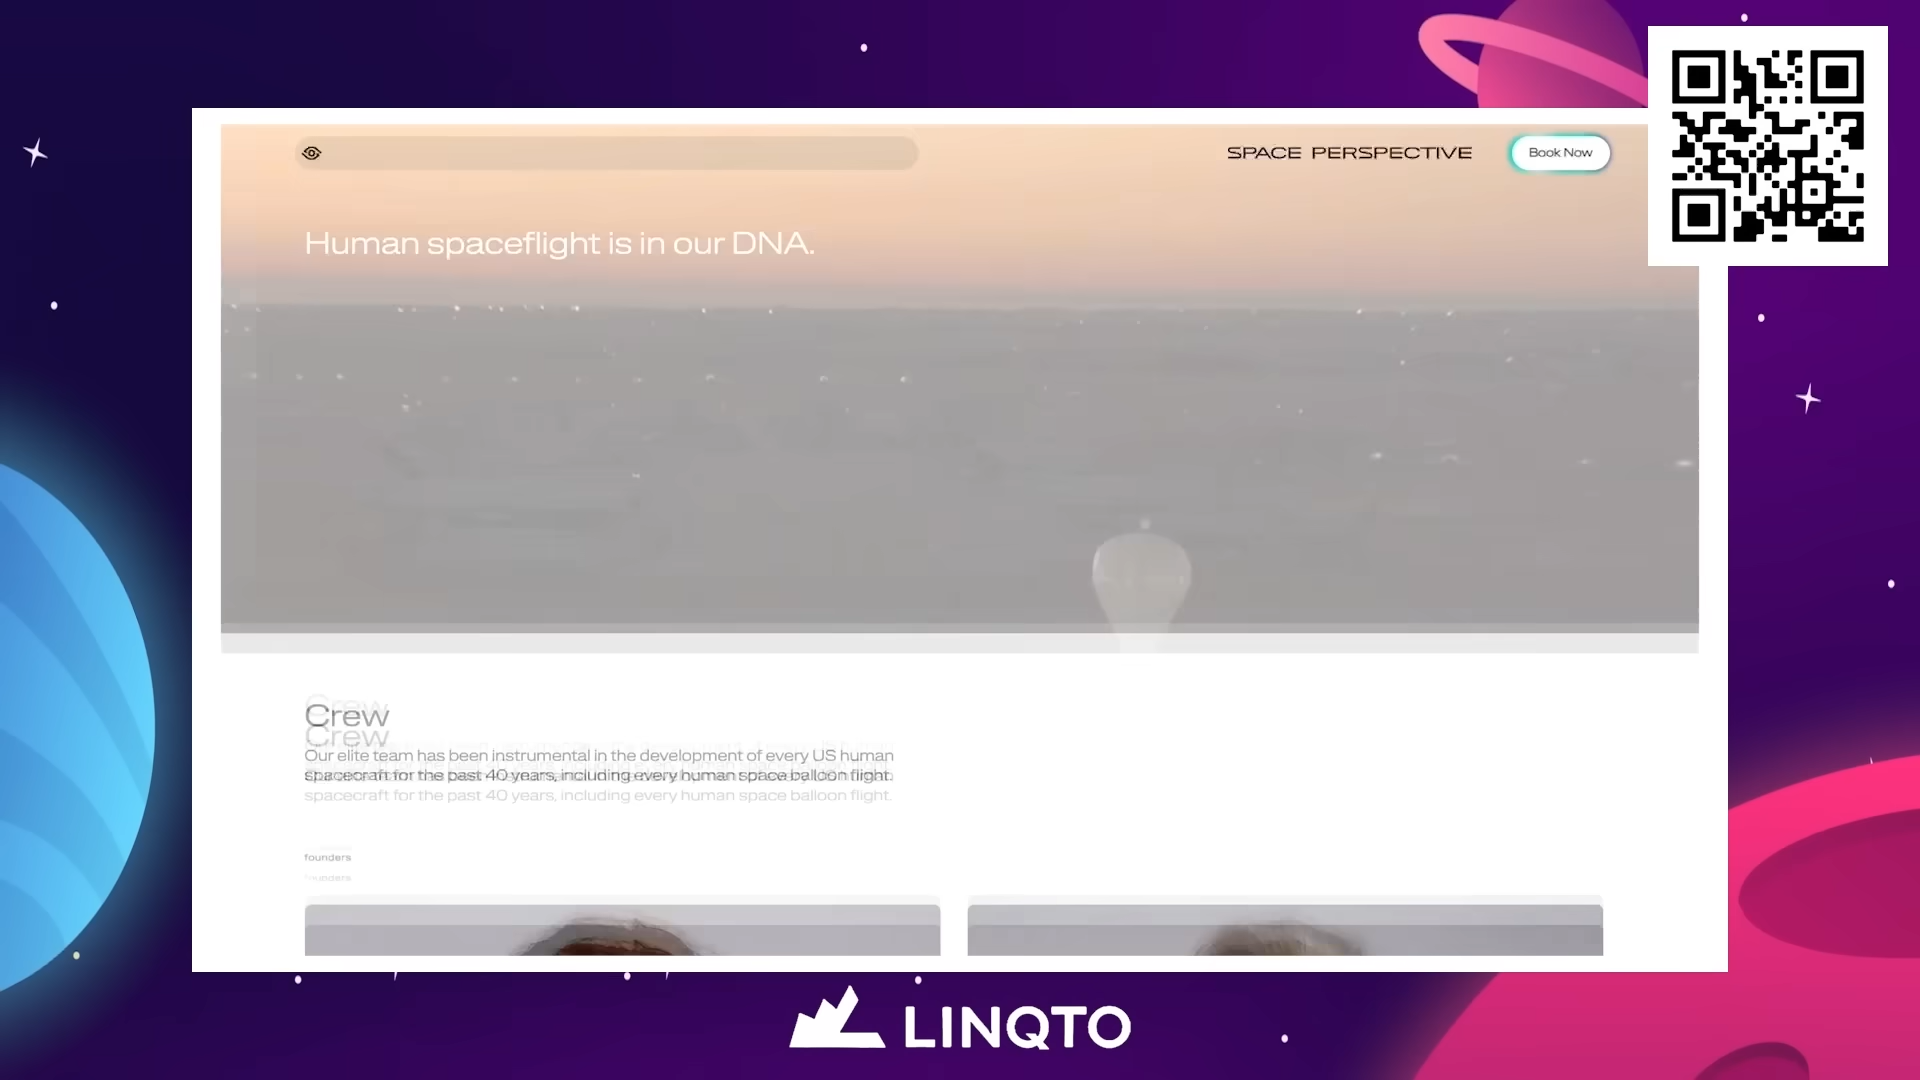 SPACE PERSPECTIVE
Book Now
Human spaceflight is in our DNA.
Crew
Our elite team has been instrumental in the development of every US human
spacecraft for the past 40 years, including every human space balloon flight.
founders
LINQTO